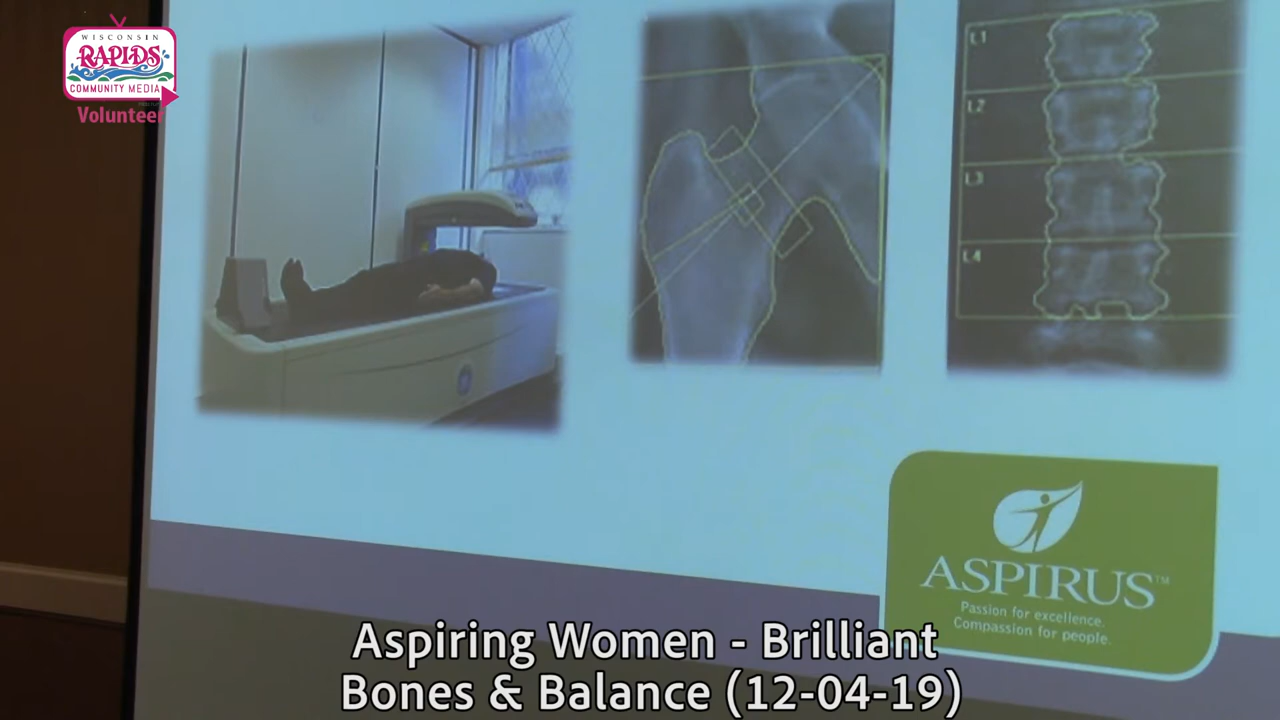 WISCONSIN
RAPIDS
COMMUNITY MEDIA
Volunteer
L1
L2
L3
L4
ASPIRUS™
Passion for excellence.
Compassion for people.
Aspiring Women - Brilliant
Bones & Balance (12-04-19)